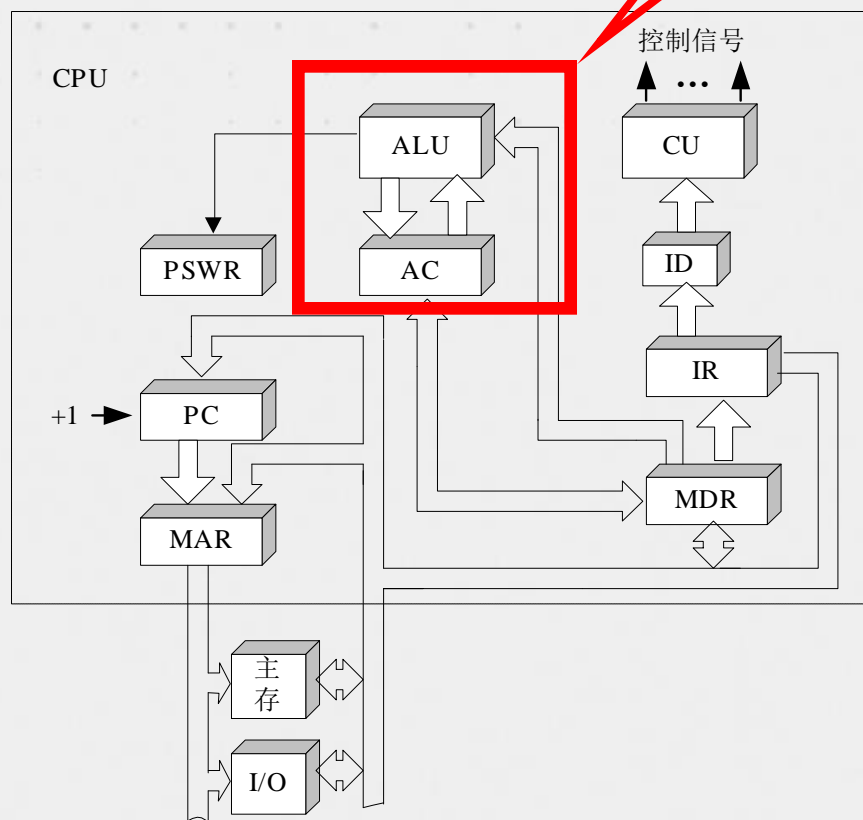 控制信号
CPU
...
ALU
CU
PSWR
AC
ID
IR
+1
PC
MDR
MAR
主
存
I/O